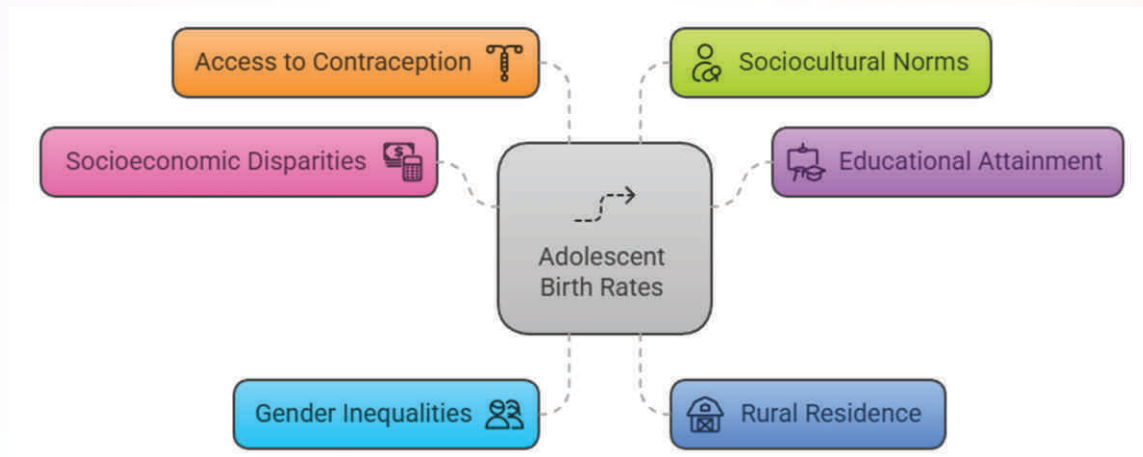 Access to Contraception
Sociocultural Norms
Socioeconomic Disparities
Educational Attainment
Adolescent
Birth Rates
Gender Inequalities
Rural Residence